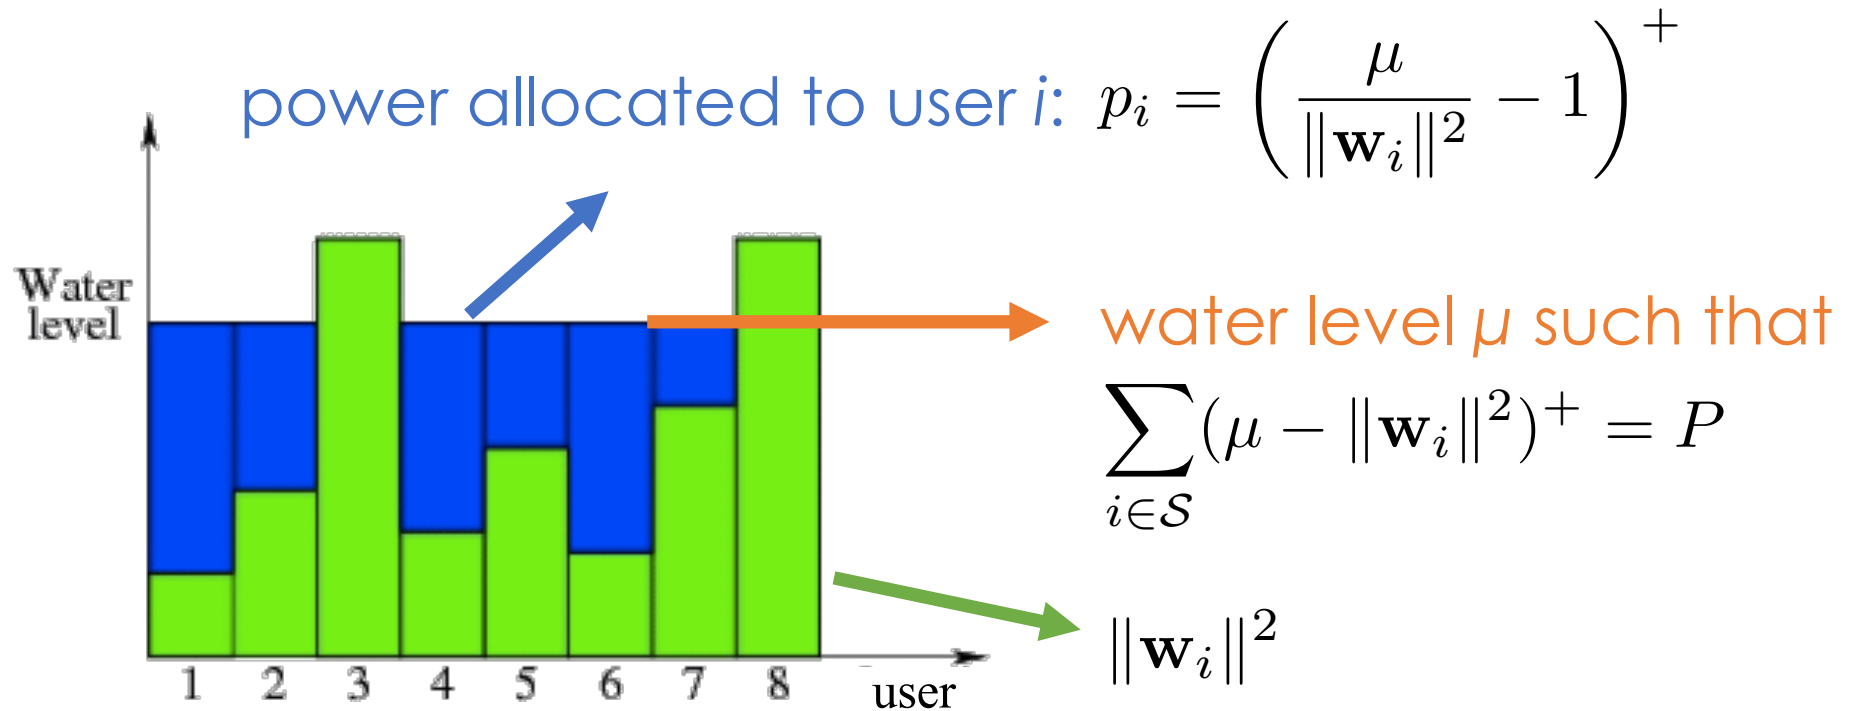 power allocated to user i: p_i = ( μ / ‖w_i‖² − 1 )⁺
Water
level
water level μ such that
∑_{i∈S} (μ − ‖w_i‖²)⁺ = P
‖w_i‖²
1 2 3 4 5 6 7 8
user